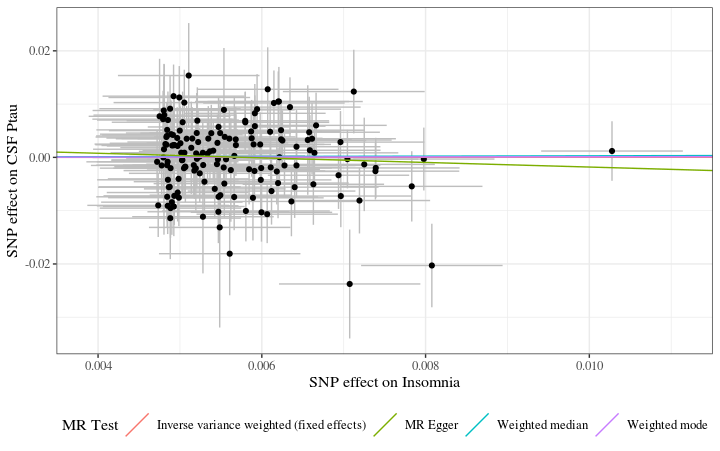 0.02
0.00
-0.02
SNP effect on CSF Ptau
0.004
0.006
0.008
0.010
SNP effect on Insomnia
MR Test
Inverse variance weighted (fixed effects)
MR Egger
Weighted median
Weighted mode